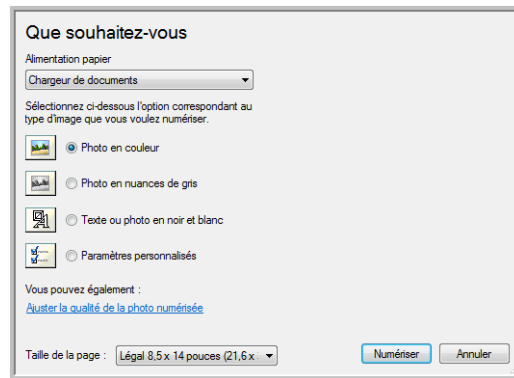 Que souhaitez-vous
Alimentation papier
Chargeur de documents
Sélectionnez ci-dessous l'option correspondant au
type d'image que vous voulez numériser.
Photo en couleur
Photo en nuances de gris
Texte ou photo en noir et blanc
Paramètres personnalisés
Vous pouvez également :
Ajuster la qualité de la photo numérisée
Taille de la page : Légal 8,5 x 14 pouces (21,6 x
Numériser Annuler